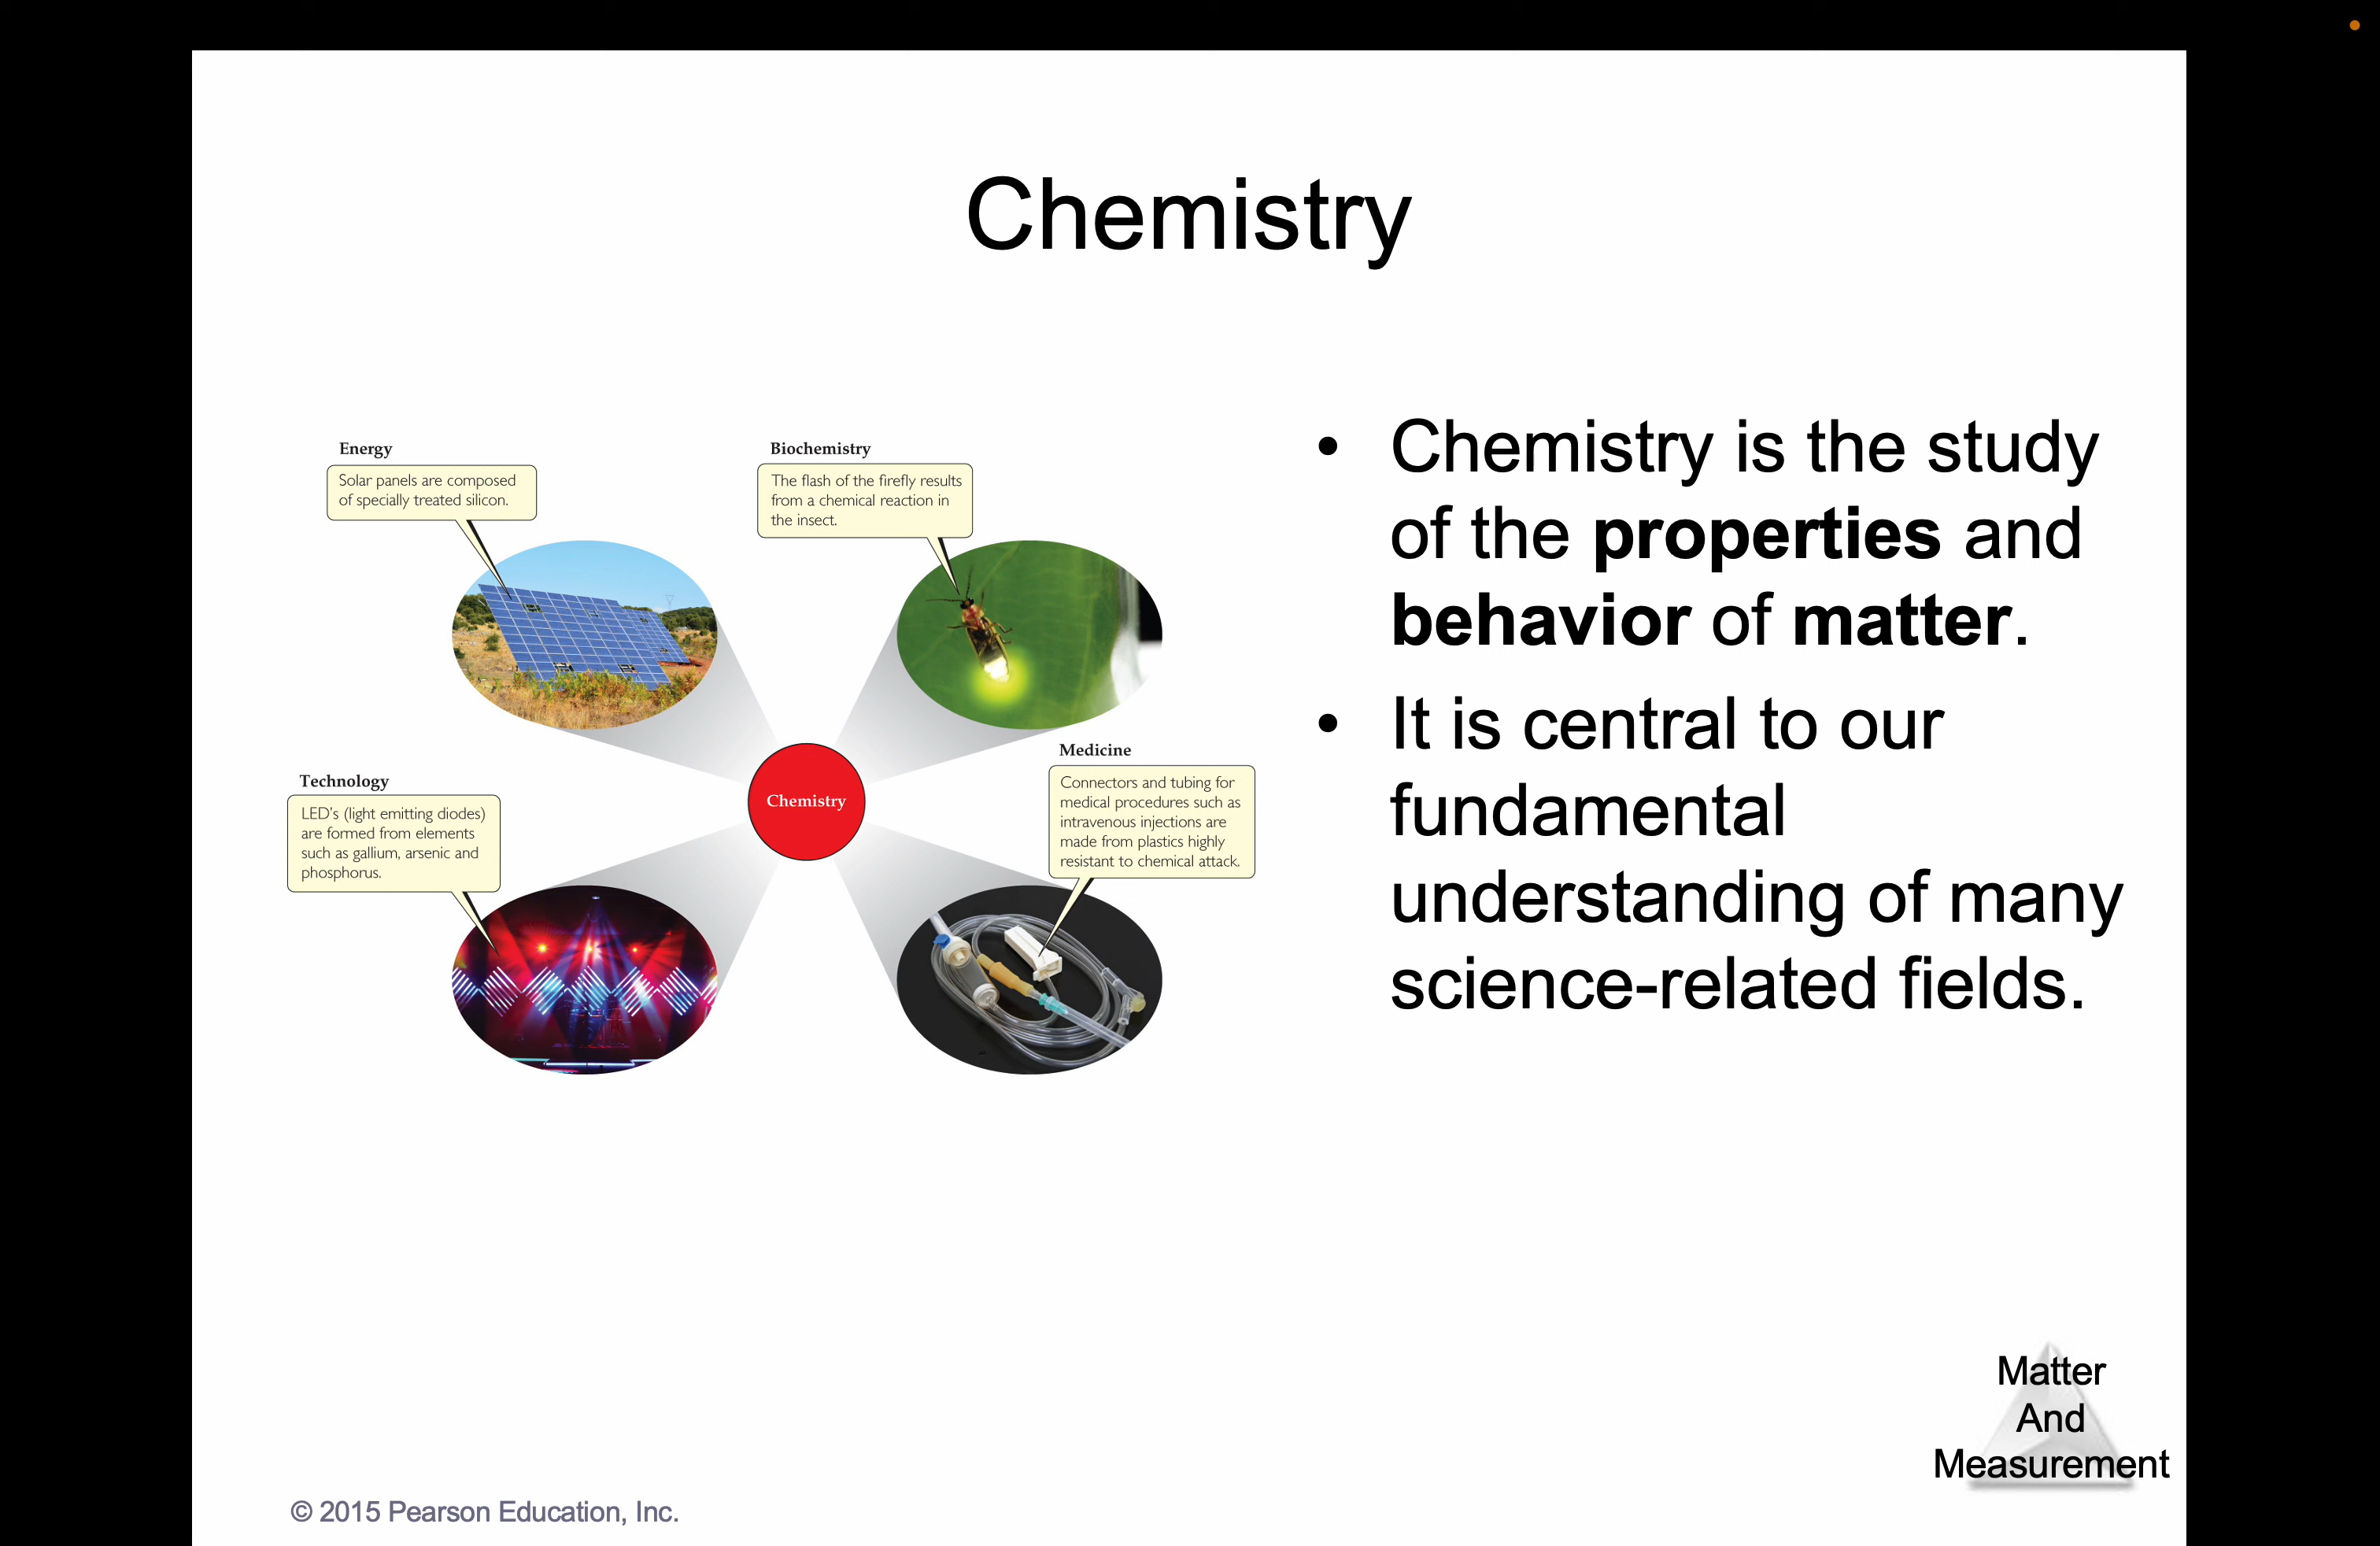 Chemistry
Energy
Solar panels are composed
of specially treated silicon.
Biochemistry
The flash of the firefly results
from a chemical reaction in
the insect.
Technology
LED's (light emitting diodes)
are formed from elements
such as gallium, arsenic and
phosphorus.
Chemistry
Medicine
Connectors and tubing for
medical procedures such as
intravenous injections are
made from plastics highly
resistant to chemical attack.
• Chemistry is the study
of the properties and
behavior of matter.
• It is central to our
fundamental
understanding of many
science-related fields.
Matter
And
Measurement
© 2015 Pearson Education, Inc.